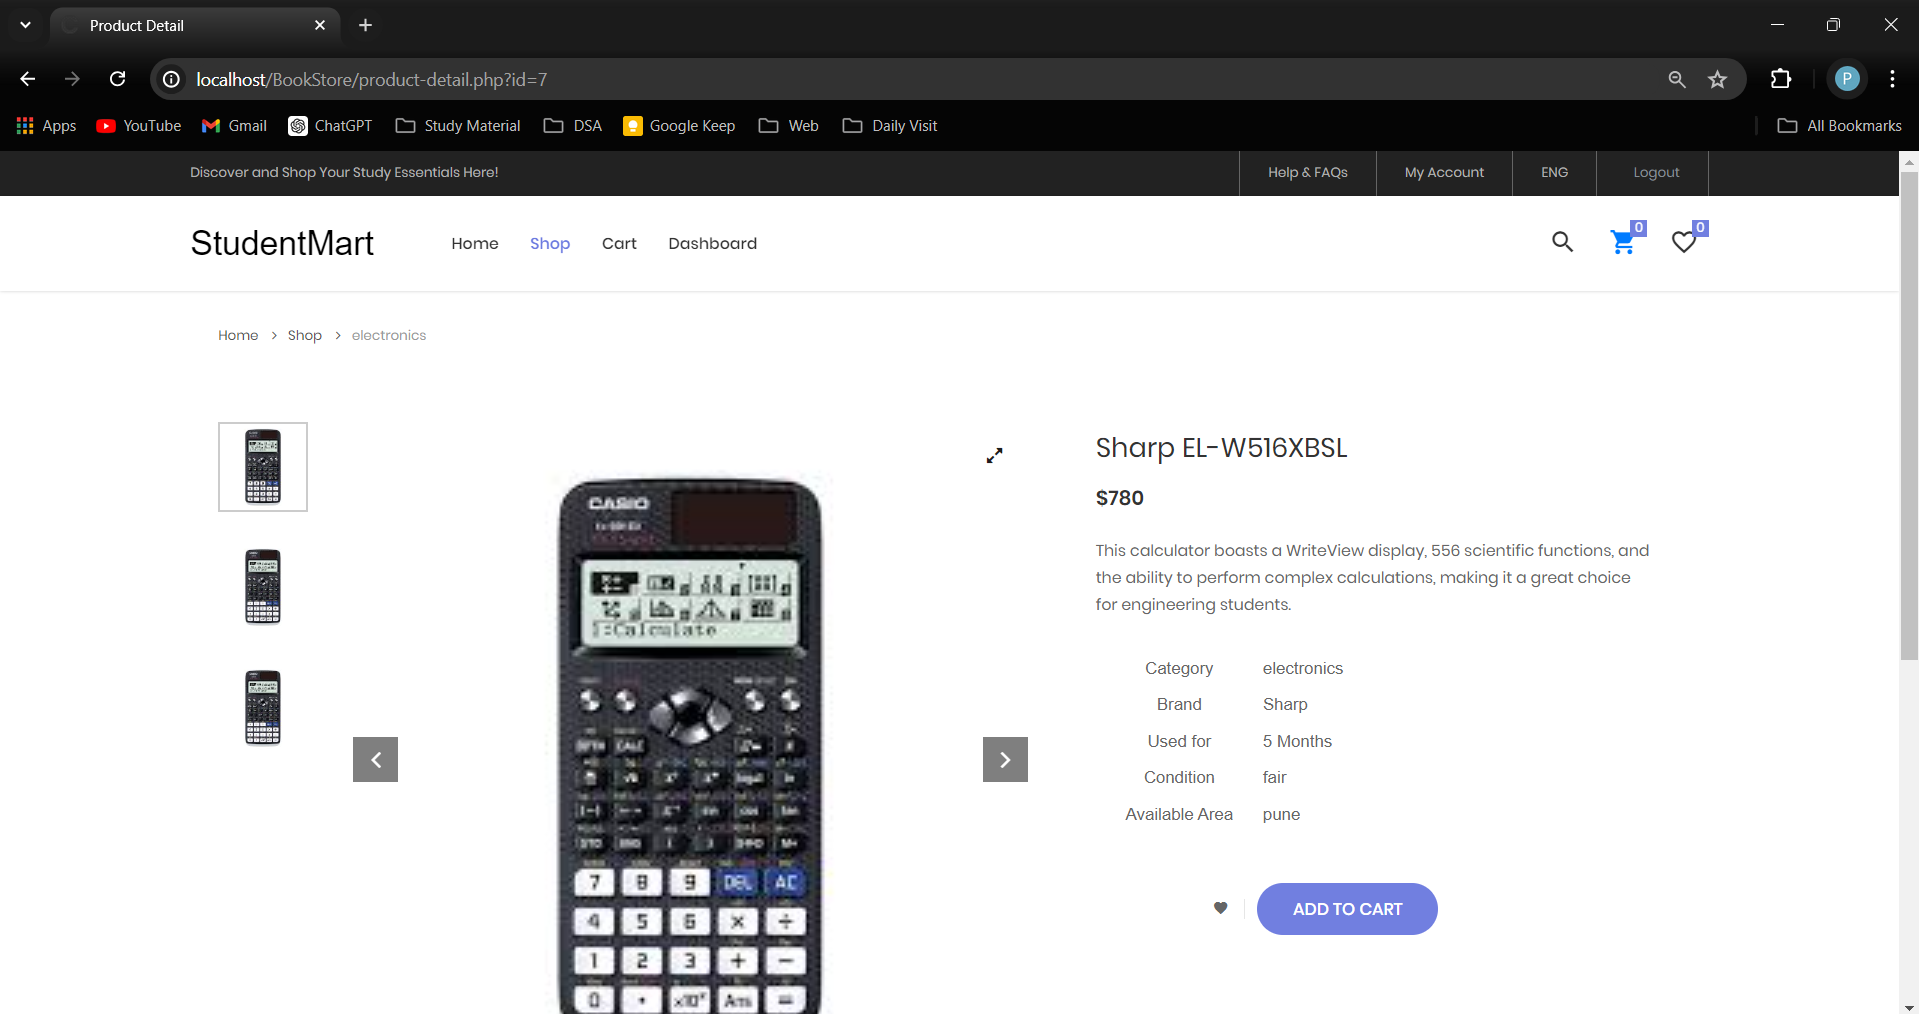 Product Detail
localhost/BookStore/product-detail.php?id=7
P
Apps
YouTube
Gmail
ChatGPT
Study Material
DSA
Google Keep
Web
Daily Visit
All Bookmarks
Discover and Shop Your Study Essentials Here!
Help & FAQs
My Account
ENG
Logout
StudentMart
Home
Shop
Cart
Dashboard
0
0
Home > Shop > electronics
Sharp EL-W516XBSL
$780
This calculator boasts a WriteView display, 556 scientific functions, and
the ability to perform complex calculations, making it a great choice
for engineering students.
Category electronics
Brand Sharp
Used for 5 Months
Condition fair
Available Area pune
ADD TO CART
CASIO
1:Calculate
CALC
7 8 9 DEL AC
4 5 6 × ÷
1 2 3 + −
0 . Ans =